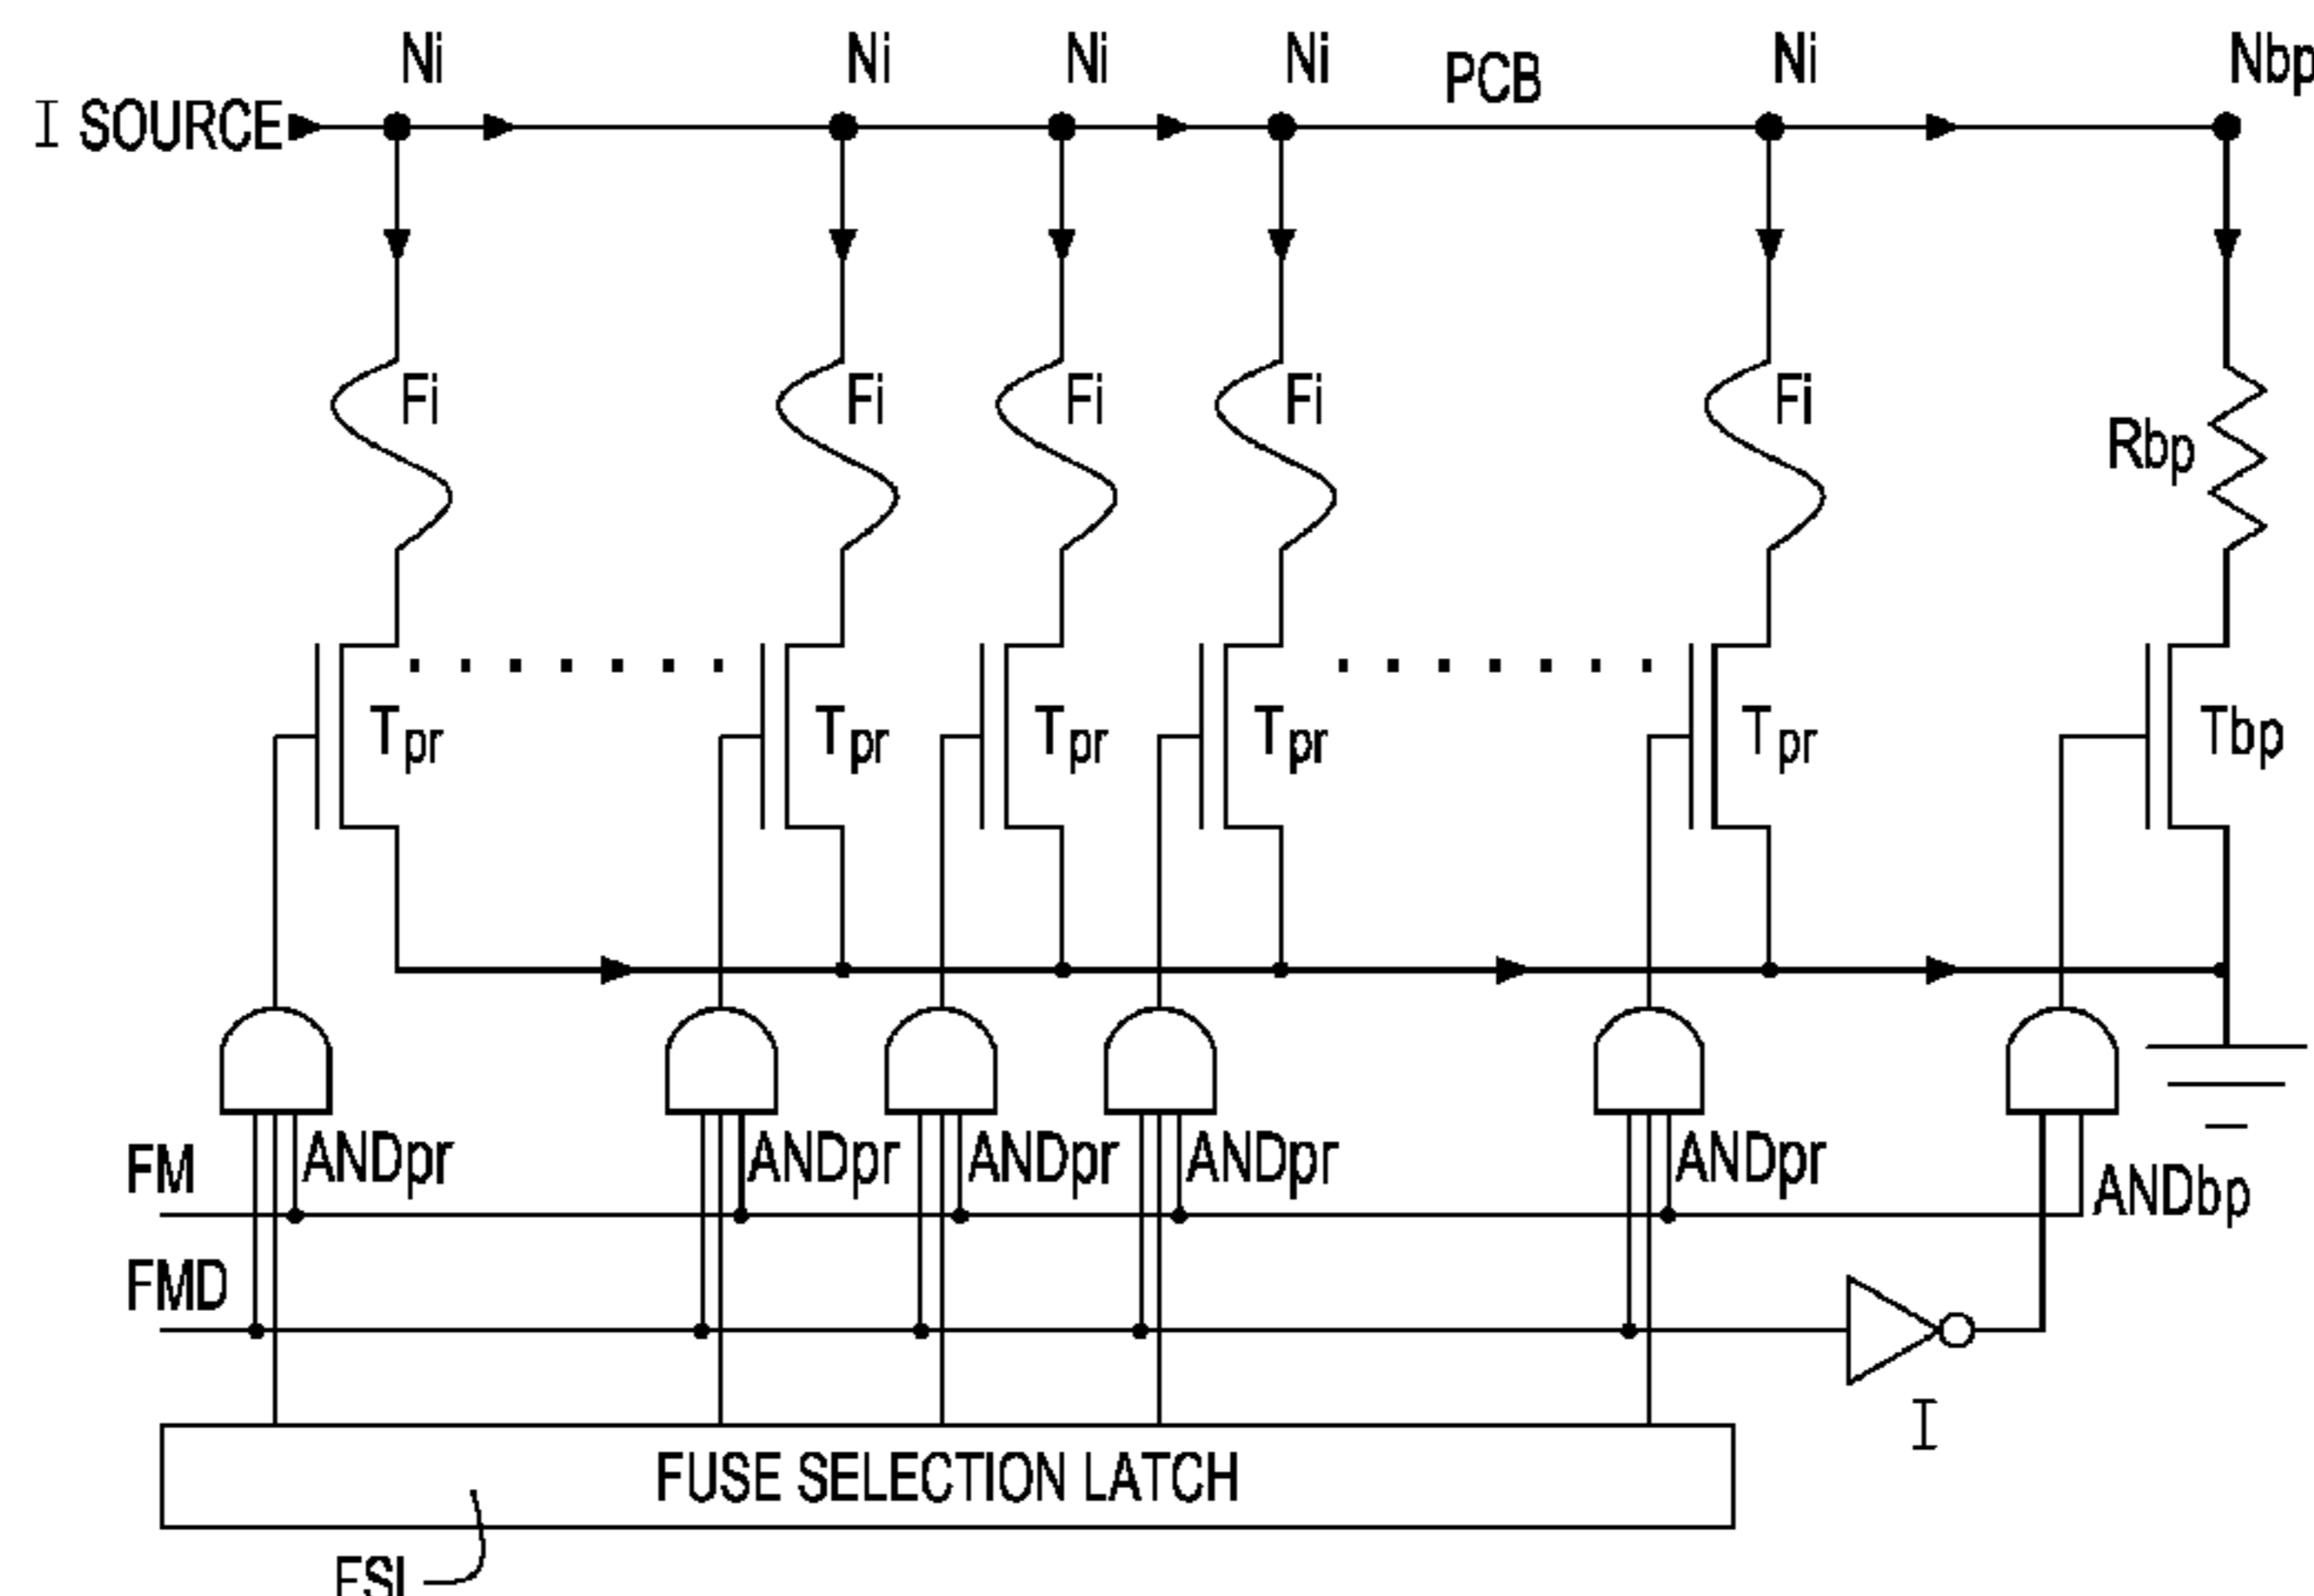 Ni Ni Ni Ni PCB Ni Nbp
I SOURCE
Fi Fi Fi Fi Fi
Rbp
Tpr Tpr Tpr Tpr Tpr Tbp
FM ANDpr ANDpr ANDpr ANDpr ANDpr
ANDbp
FMD
I
FUSE SELECTION LATCH